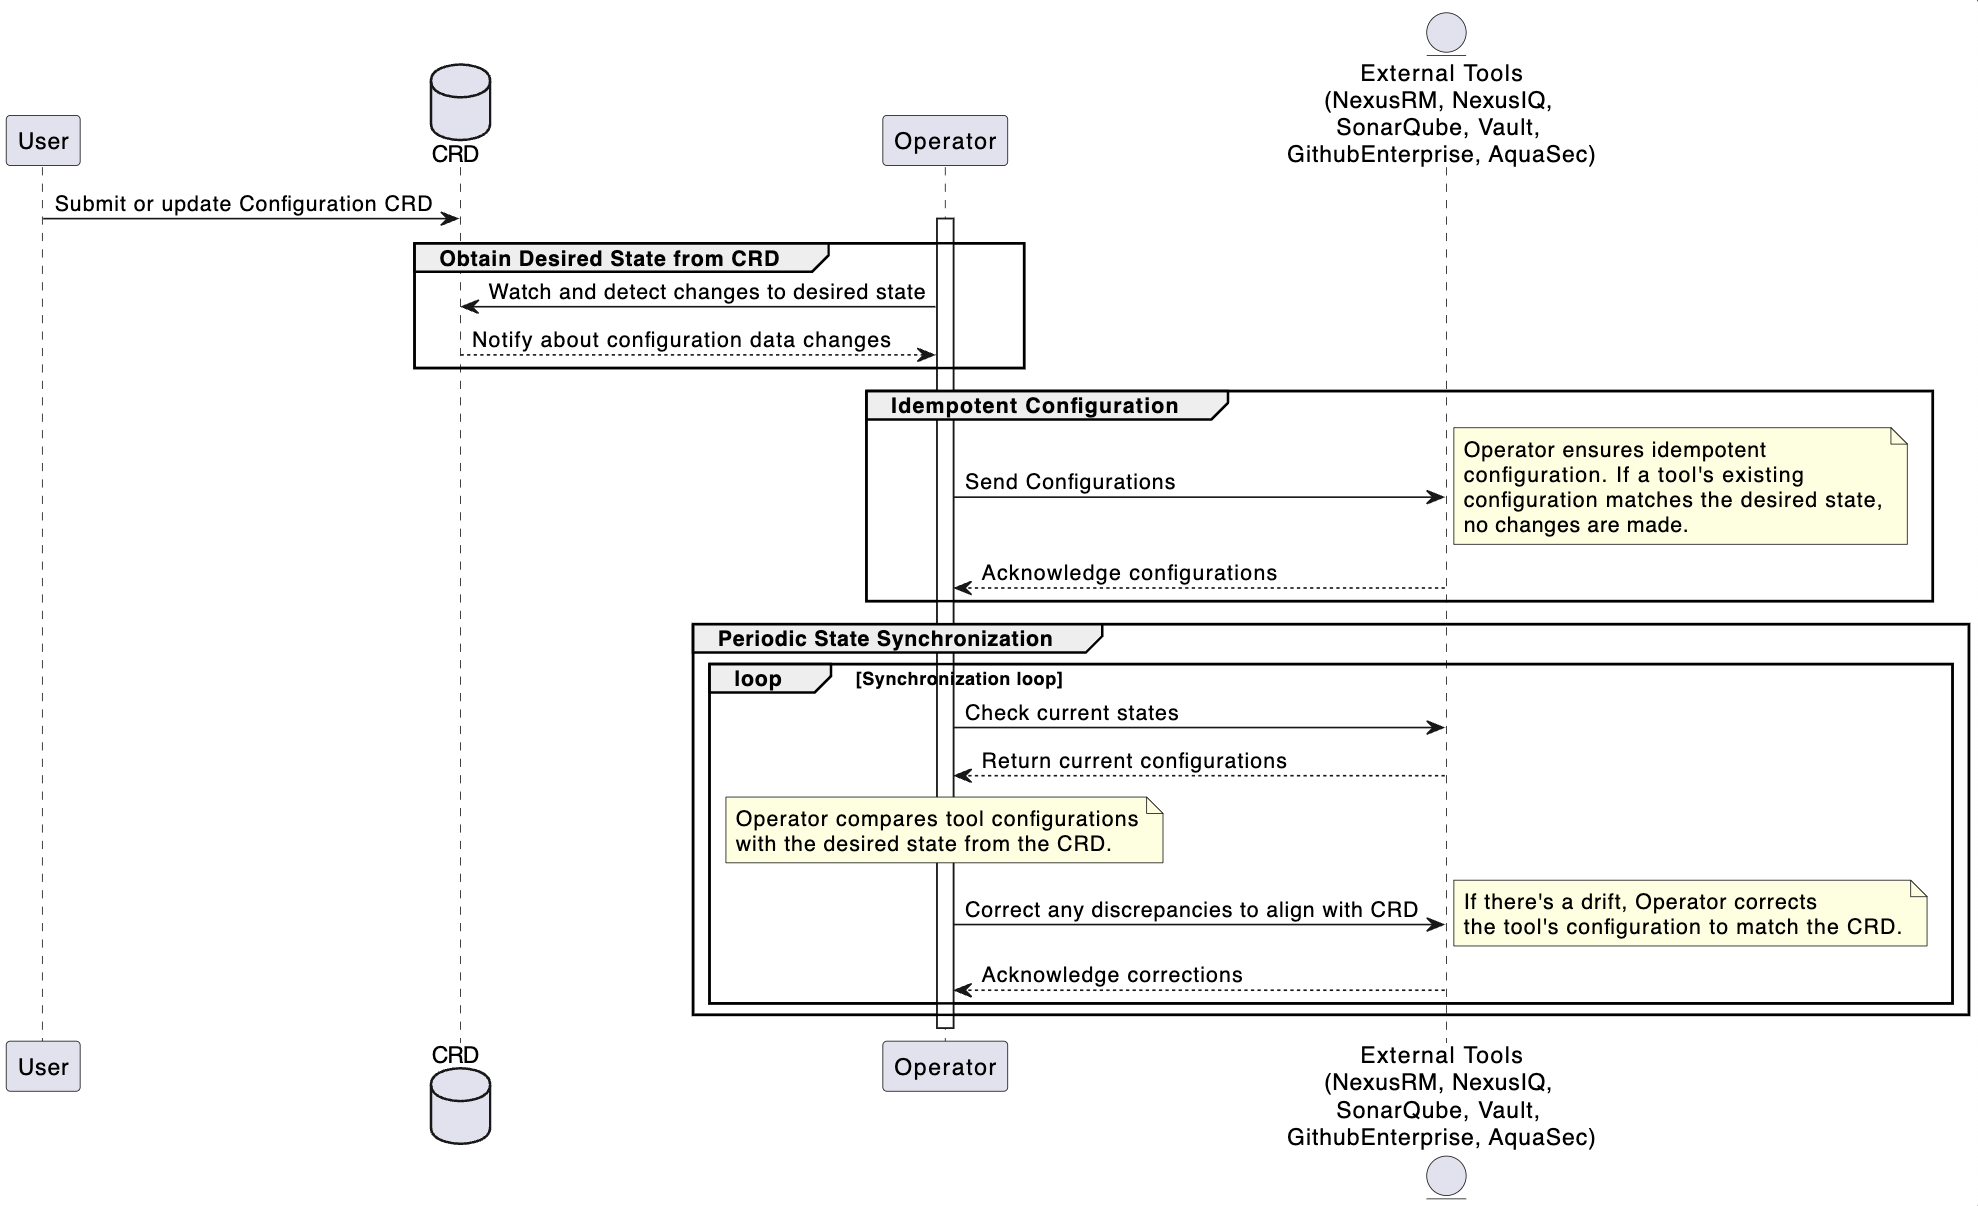 External Tools
(NexusRM, NexusIQ,
SonarQube, Vault,
GithubEnterprise, AquaSec)
User
CRD
Operator
Submit or update Configuration CRD
Obtain Desired State from CRD
Watch and detect changes to desired state
Notify about configuration data changes
Idempotent Configuration
Operator ensures idempotent
configuration. If a tool's existing
configuration matches the desired state,
no changes are made.
Send Configurations
Acknowledge configurations
Periodic State Synchronization
loop
[Synchronization loop]
Check current states
Return current configurations
Operator compares tool configurations
with the desired state from the CRD.
Correct any discrepancies to align with CRD
If there's a drift, Operator corrects
the tool's configuration to match the CRD.
Acknowledge corrections
User
CRD
Operator
External Tools
(NexusRM, NexusIQ,
SonarQube, Vault,
GithubEnterprise, AquaSec)